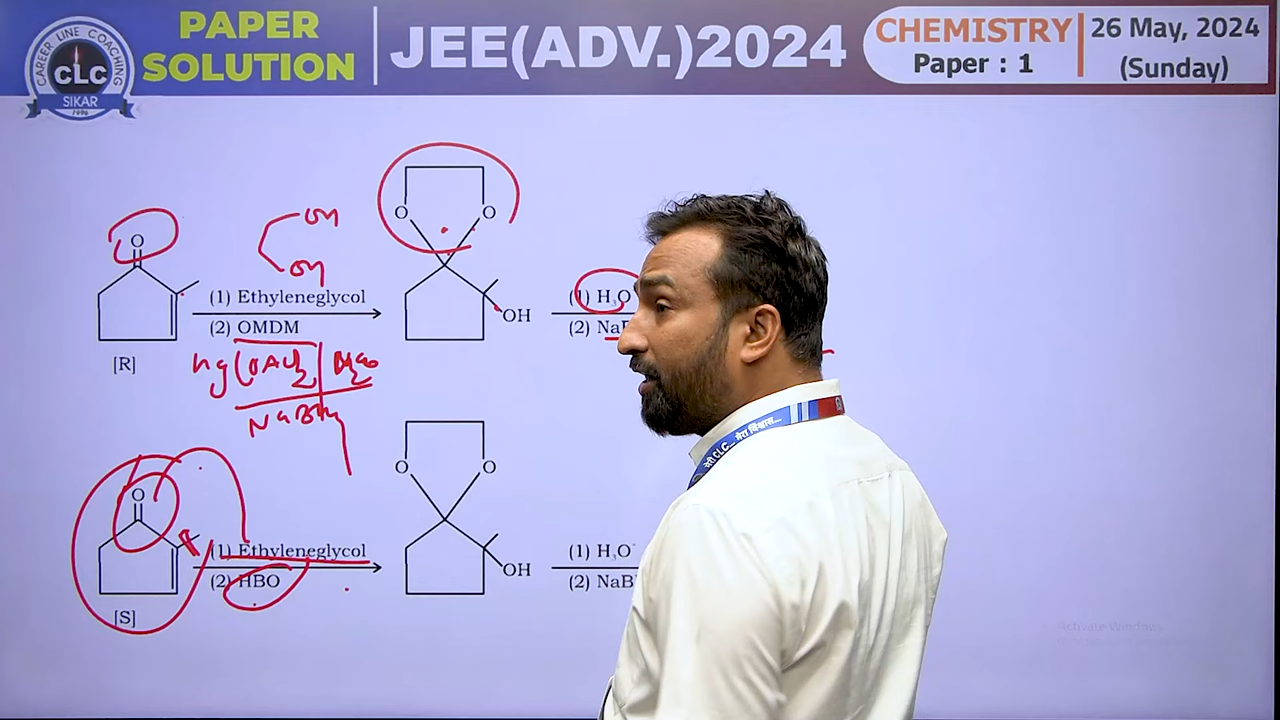 CAREER LINE COACHING
CLC
SIKAR
1996
PAPER
SOLUTION
JEE(ADV.)2024
CHEMISTRY
Paper : 1
26 May, 2024
(Sunday)
O
OH
OH
O O
(1) Ethyleneglycol
(2) OMDM
OH
(1) H₃O
(2) NaB
[R]
Hg(OAc)₂ H₂O
NaBH₄
O
O O
(1) Ethyleneglycol
(2) HBO
OH
(1) H₃O
(2) NaB
[S]
Activate Windows